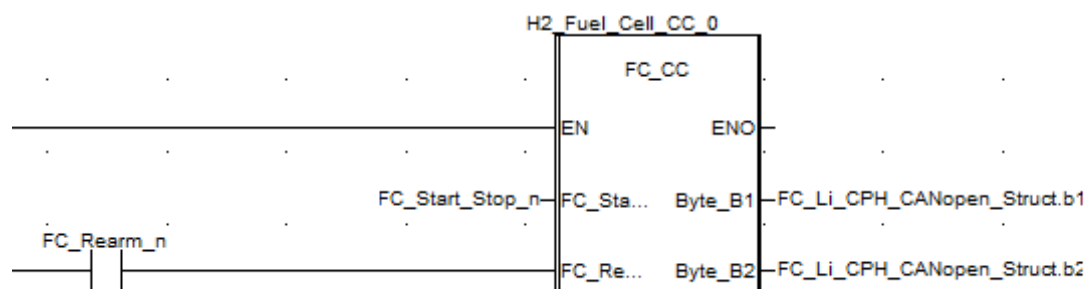 H2_Fuel_Cell_CC_0
FC_CC
EN ENO
FC_Start_Stop_n FC_Sta... Byte_B1 FC_Li_CPH_CANopen_Struct.b1
FC_Rearm_n
FC_Re... Byte_B2 FC_Li_CPH_CANopen_Struct.b2